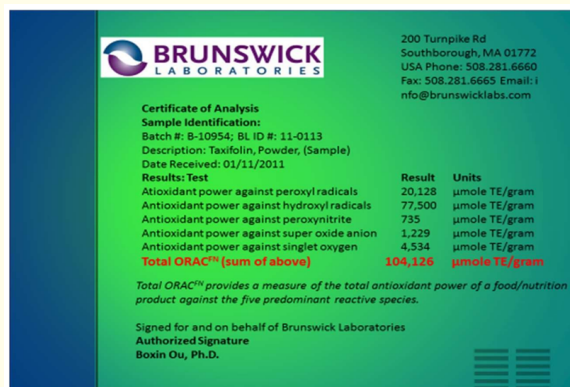 BRUNSWICK
LABORATORIES
200 Turnpike Rd
Southborough, MA 01772
USA Phone: 508.281.6660
Fax: 508.281.6665 Email: i
nfo@brunswicklabs.com
Certificate of Analysis
Sample Identification:
Batch #: B-10954; BL ID #: 11-0113
Description: Taxifolin, Powder, (Sample)
Date Received: 01/11/2011
Results: Test Result Units
Atioxidant power against peroxyl radicals 20,128 μmole TE/gram
Antioxidant power against hydroxyl radicals 77,500 μmole TE/gram
Antioxidant power against peroxynitrite 735 μmole TE/gram
Antioxidant power against super oxide anion 1,229 μmole TE/gram
Antioxidant power against singlet oxygen 4,534 μmole TE/gram
Total ORACᶠᴺ (sum of above) 104,126 μmole TE/gram
Total ORACᶠᴺ provides a measure of the total antioxidant power of a food/nutrition
product against the five predominant reactive species.
Signed for and on behalf of Brunswick Laboratories
Authorized Signature
Boxin Ou, Ph.D.